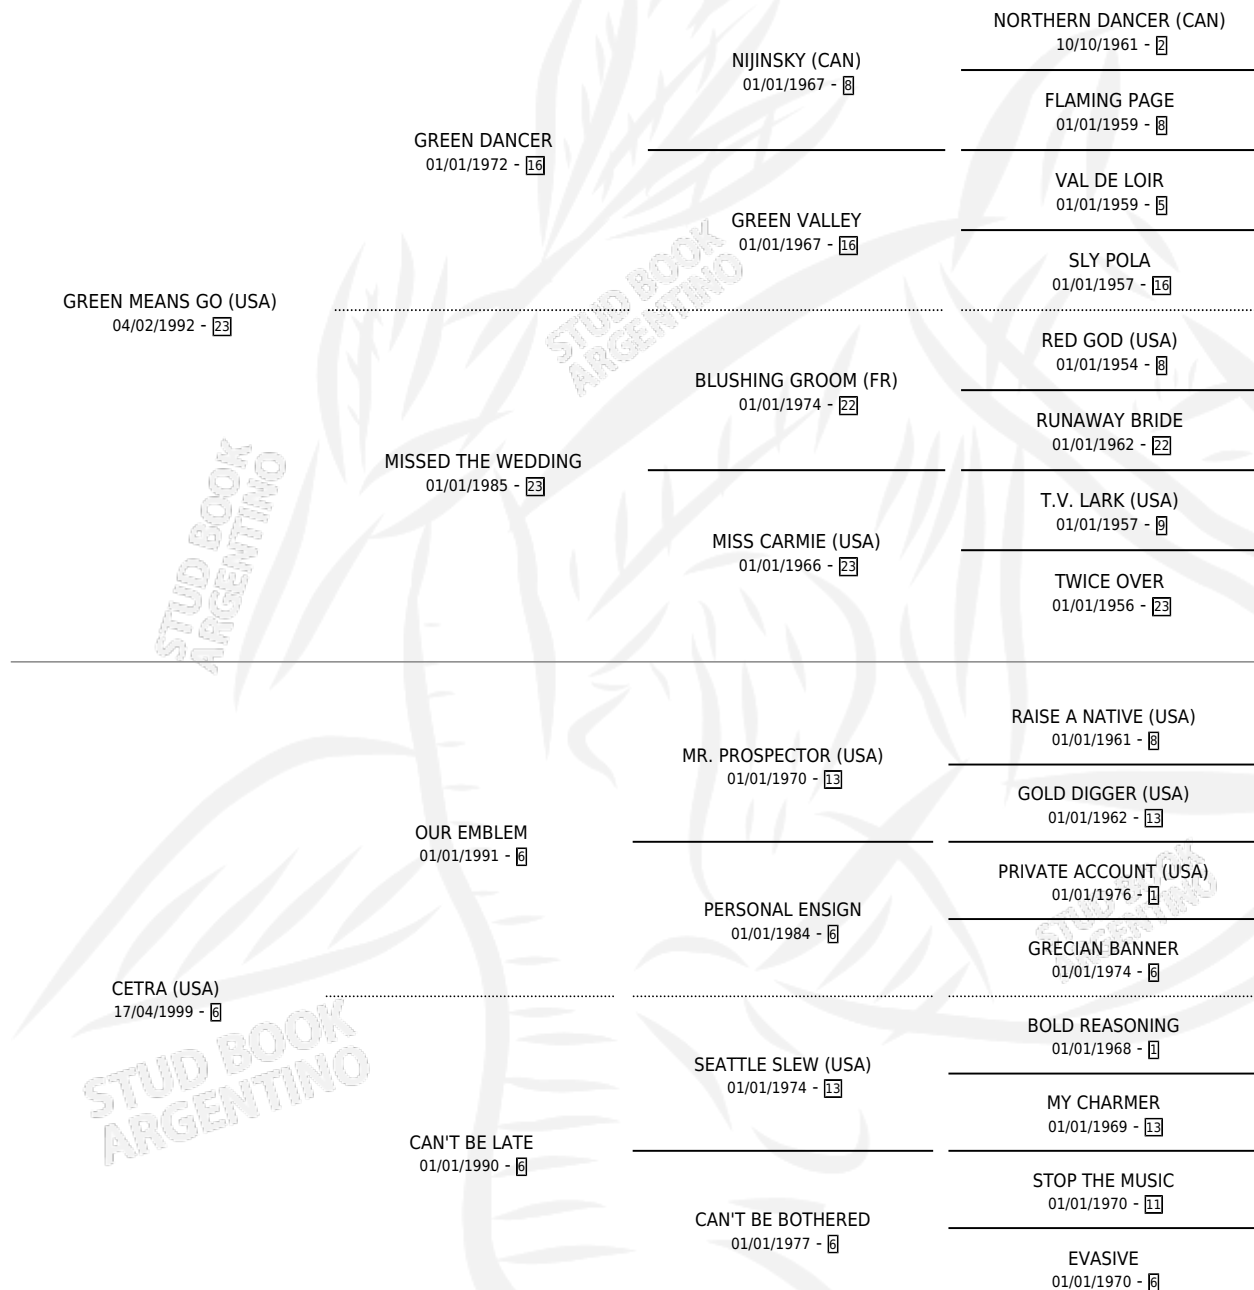 NORTHERN DANCER (CAN)
10/10/1961 - 2
NIJINSKY (CAN)
01/01/1967 - 8
FLAMING PAGE
01/01/1959 - 8
GREEN DANCER
01/01/1972 - 16
VAL DE LOIR
01/01/1959 - 5
GREEN VALLEY
01/01/1967 - 16
SLY POLA
01/01/1957 - 16
GREEN MEANS GO (USA)
04/02/1992 - 23
STUD BOOK
ARGENTINO
RED GOD (USA)
01/01/1954 - 8
BLUSHING GROOM (FR)
01/01/1974 - 22
RUNAWAY BRIDE
01/01/1962 - 22
MISSED THE WEDDING
01/01/1985 - 23
T.V. LARK (USA)
01/01/1957 - 9
MISS CARMIE (USA)
01/01/1966 - 23
TWICE OVER
01/01/1956 - 23
STUD BOOK
ARGENTINO
RAISE A NATIVE (USA)
01/01/1961 - 8
MR. PROSPECTOR (USA)
01/01/1970 - 13
GOLD DIGGER (USA)
01/01/1962 - 13
OUR EMBLEM
01/01/1991 - 6
PRIVATE ACCOUNT (USA)
01/01/1976 - 1
PERSONAL ENSIGN
01/01/1984 - 6
STUD BOOK
ARGENTINO
GRECIAN BANNER
01/01/1974 - 6
CETRA (USA)
17/04/1999 - 6
BOLD REASONING
01/01/1968 - 1
SEATTLE SLEW (USA)
01/01/1974 - 13
STUD BOOK
ARGENTINO
MY CHARMER
01/01/1969 - 13
CAN'T BE LATE
01/01/1990 - 6
STOP THE MUSIC
01/01/1970 - 11
CAN'T BE BOTHERED
01/01/1977 - 6
EVASIVE
01/01/1970 - 6